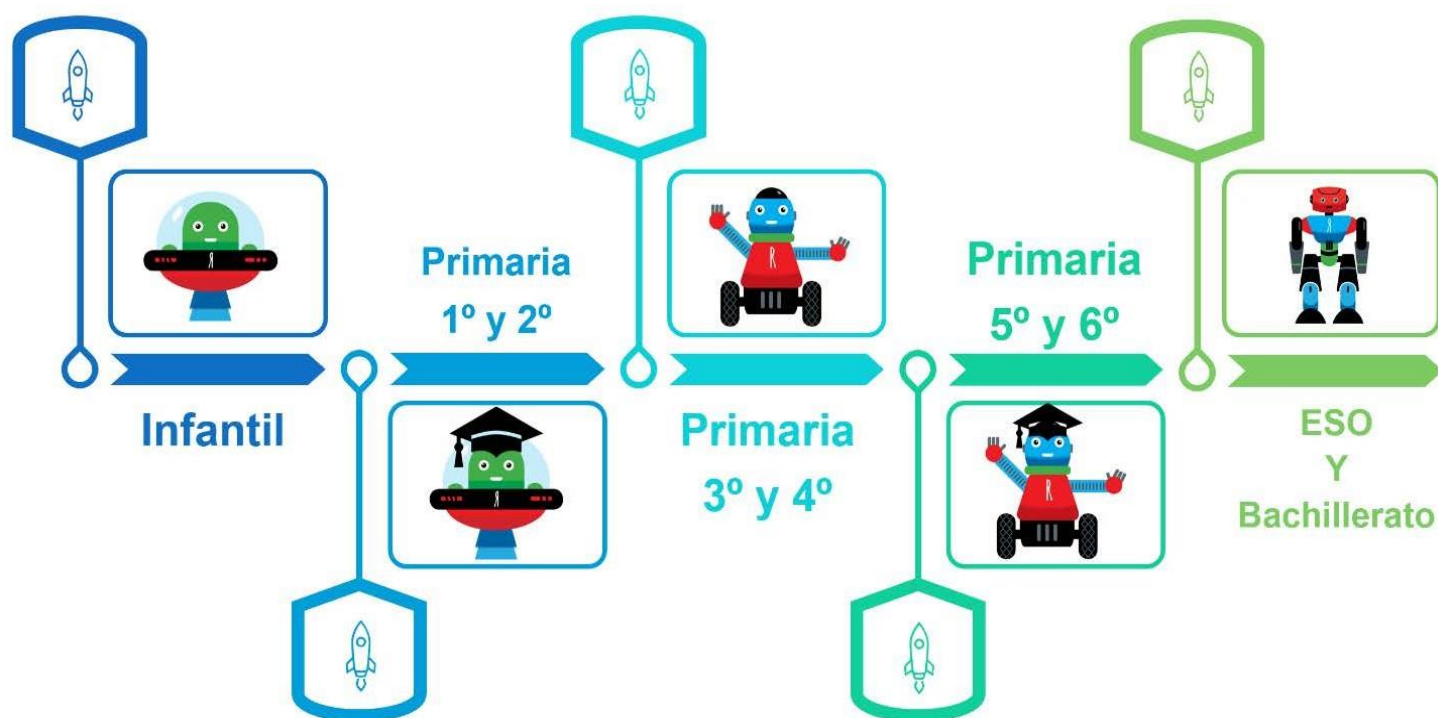 Infantil
Primaria
1º y 2º
Primaria
3º y 4º
Primaria
5º y 6º
ESO
Y
Bachillerato